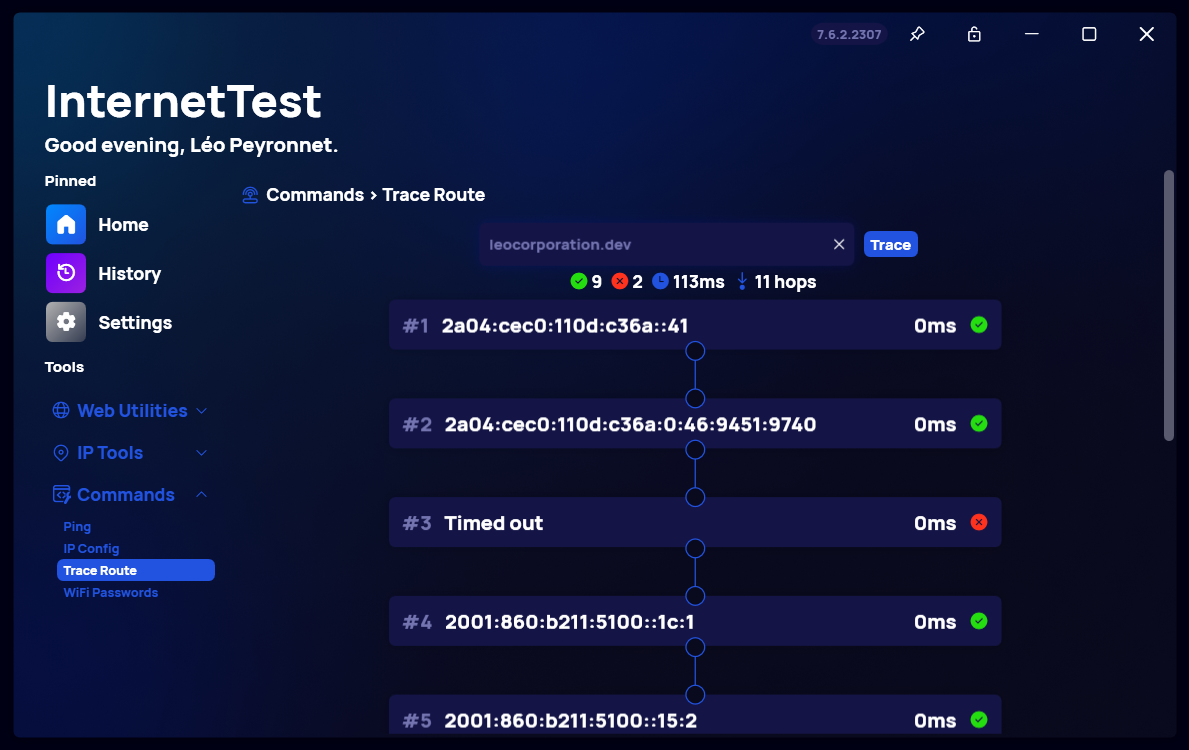 7.6.2.2307
InternetTest
Good evening, Léo Peyronnet.
Pinned
Home
History
Settings
Tools
Web Utilities
IP Tools
Commands
Ping
IP Config
Trace Route
WiFi Passwords
Commands › Trace Route
leocorporation.dev
Trace
9 2 113ms 11 hops
#1 2a04:cec0:110d:c36a::41 0ms
#2 2a04:cec0:110d:c36a:0:46:9451:9740 0ms
#3 Timed out 0ms
#4 2001:860:b211:5100::1c:1 0ms
#5 2001:860:b211:5100::15:2 0ms